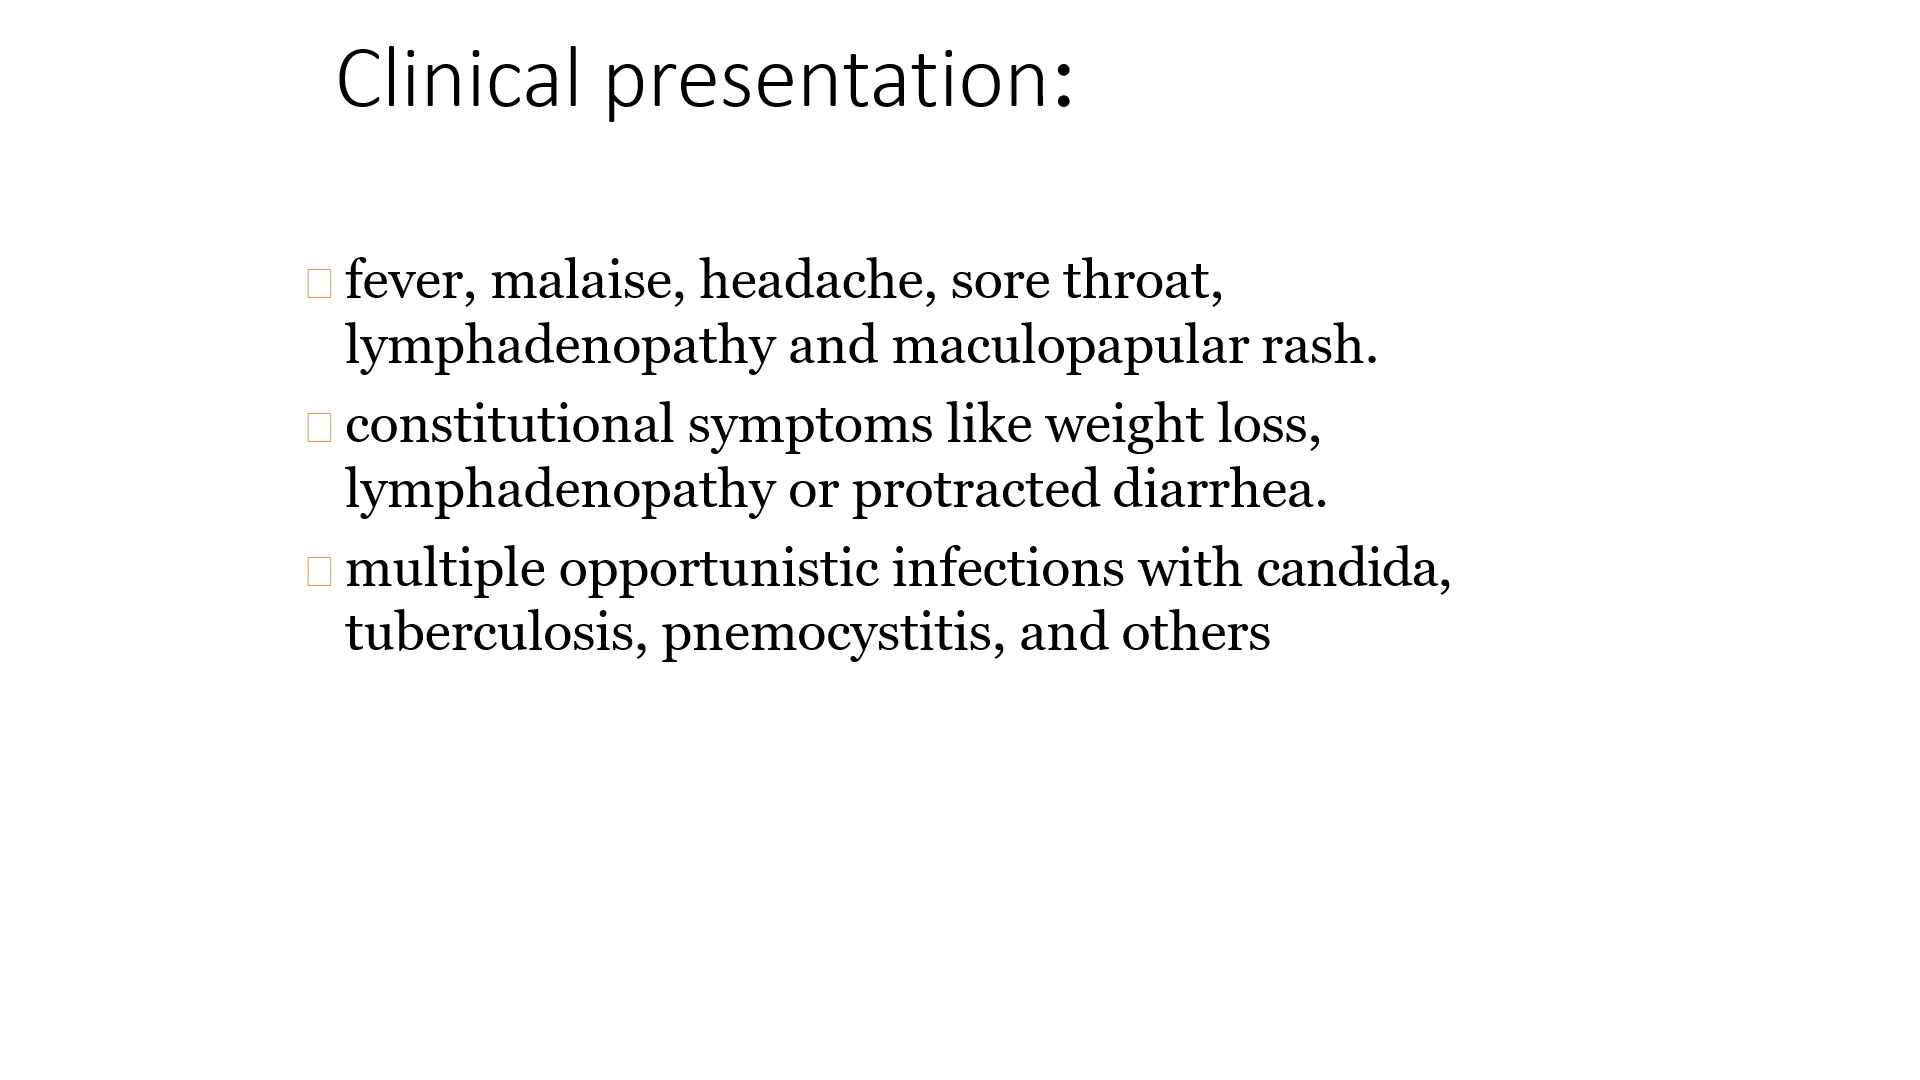 Clinical presentation:
fever, malaise, headache, sore throat,
lymphadenopathy and maculopapular rash.
constitutional symptoms like weight loss,
lymphadenopathy or protracted diarrhea.
multiple opportunistic infections with candida,
tuberculosis, pnemocystitis, and others